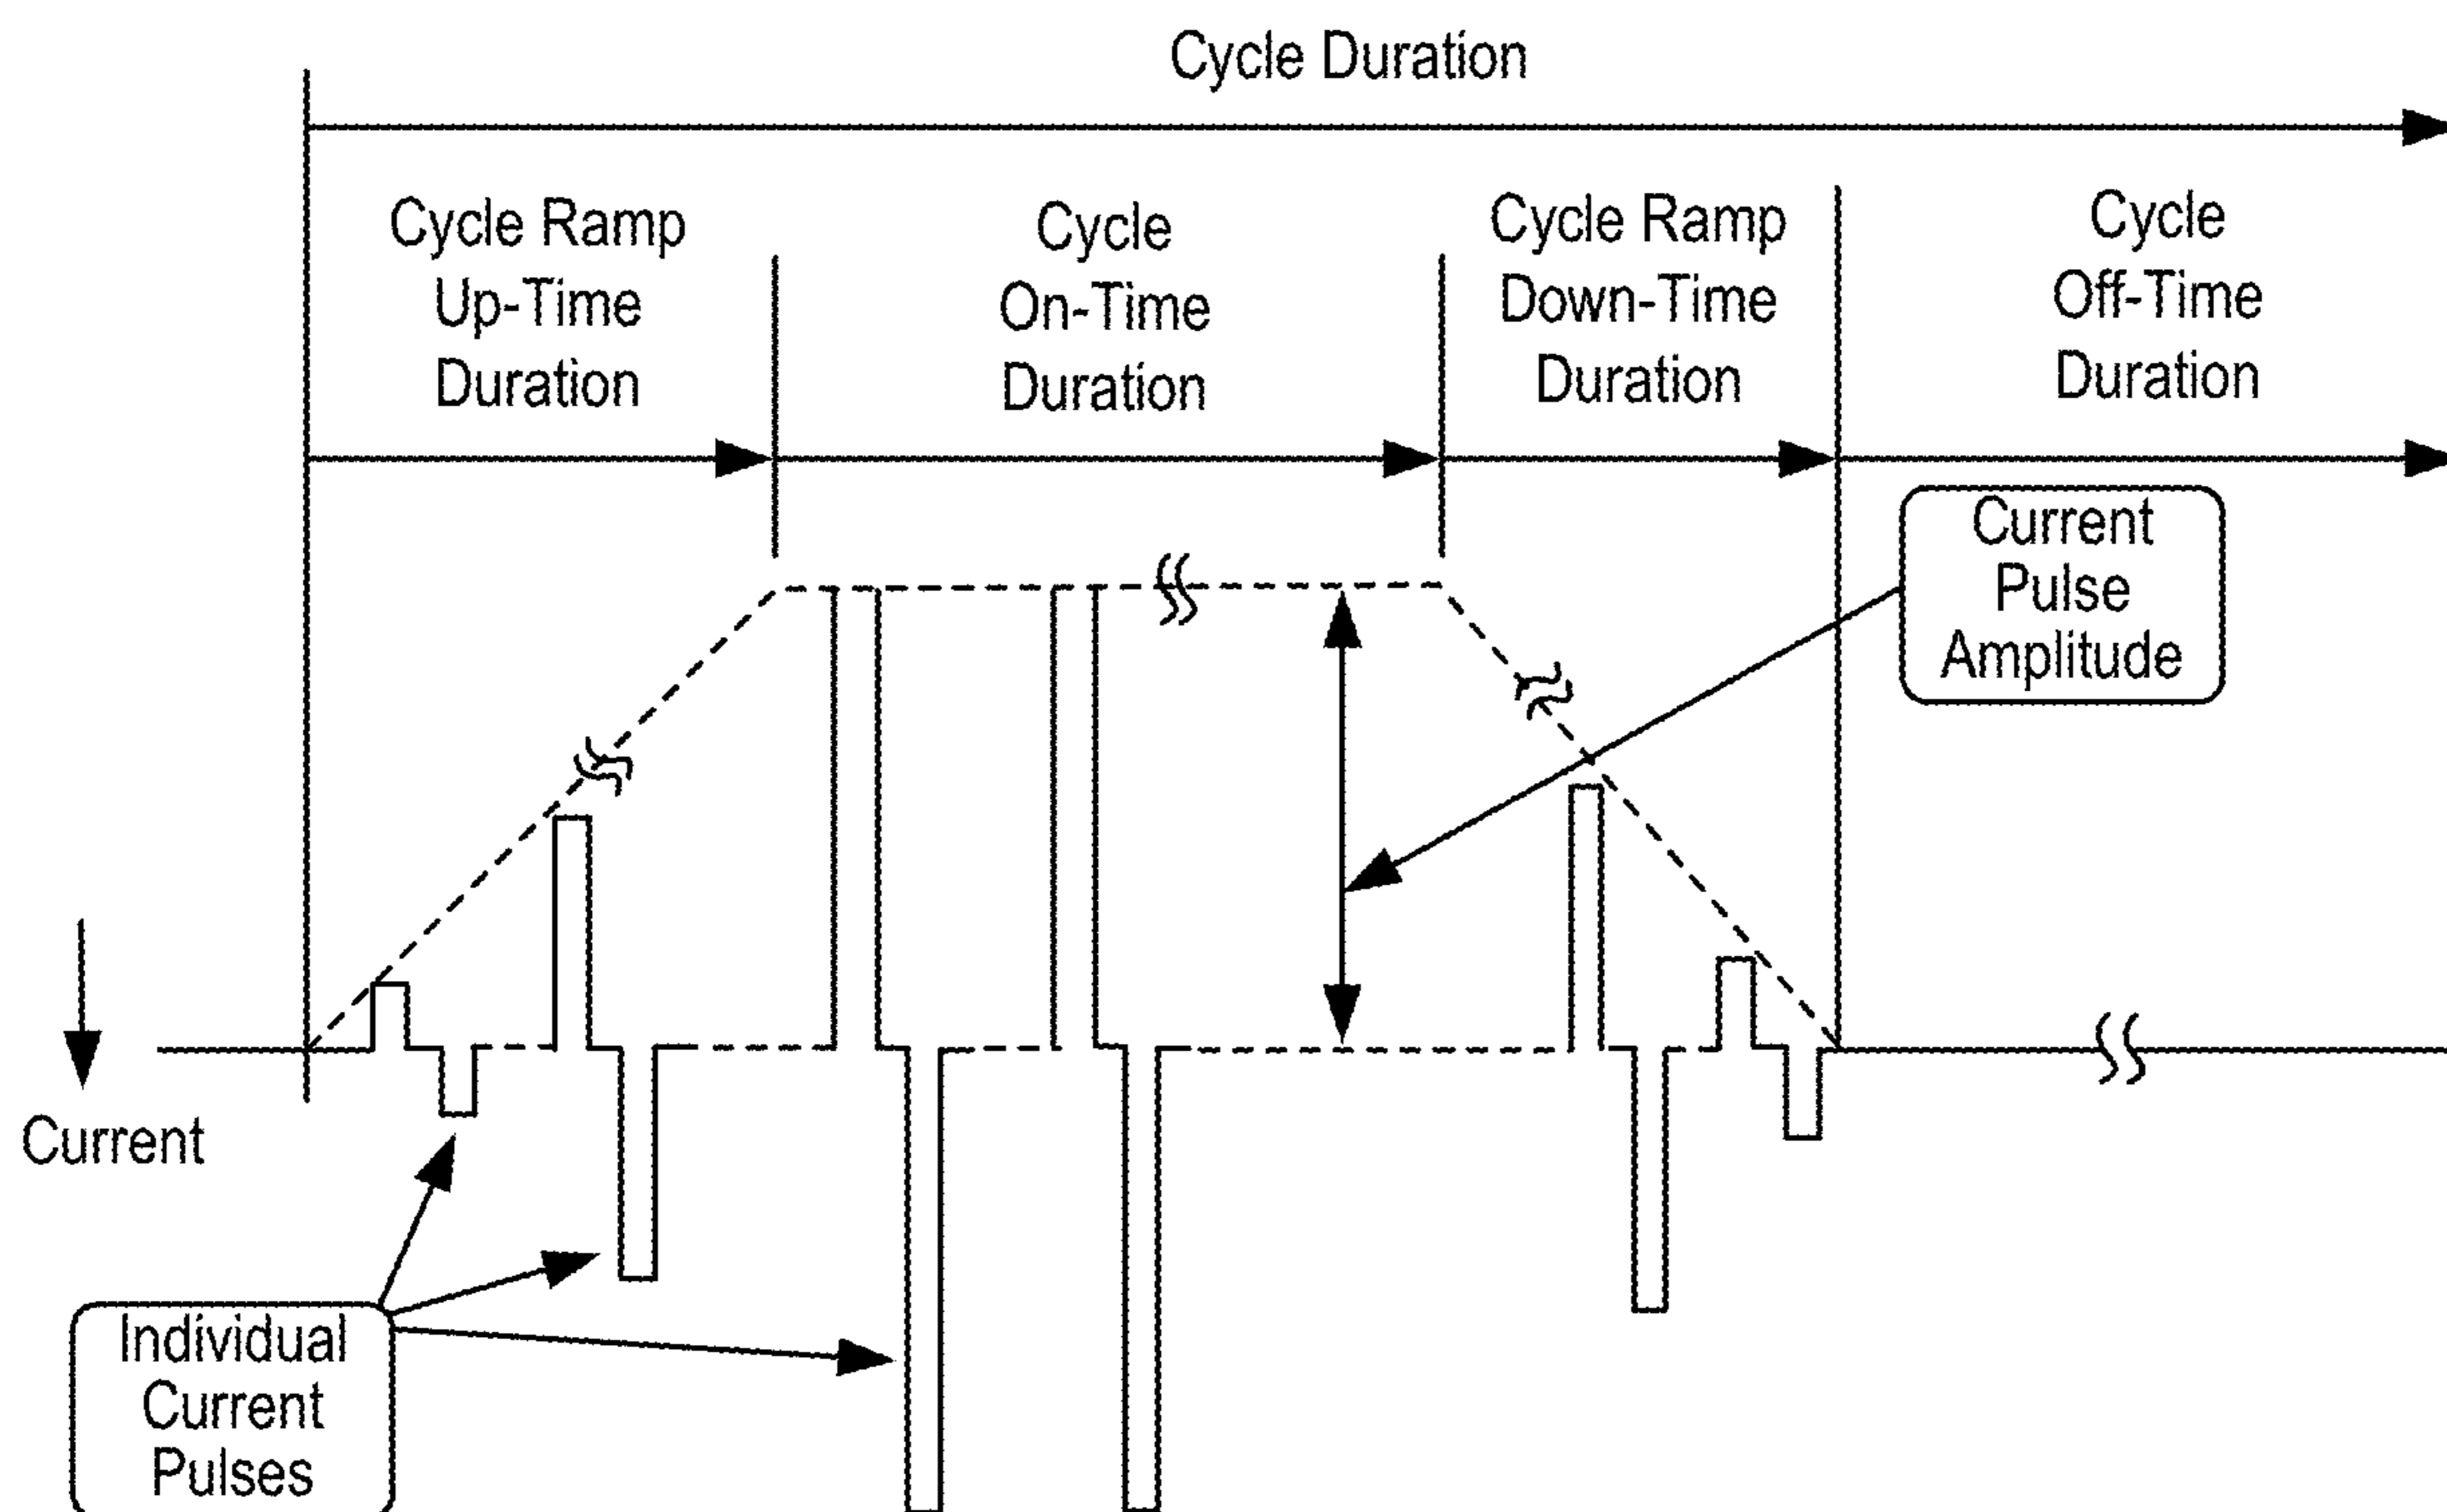 Cycle Duration
Cycle Ramp
Up-Time
Duration
Cycle
On-Time
Duration
Cycle Ramp
Down-Time
Duration
Cycle
Off-Time
Duration
Current
Pulse
Amplitude
Current
Individual
Current
Pulses